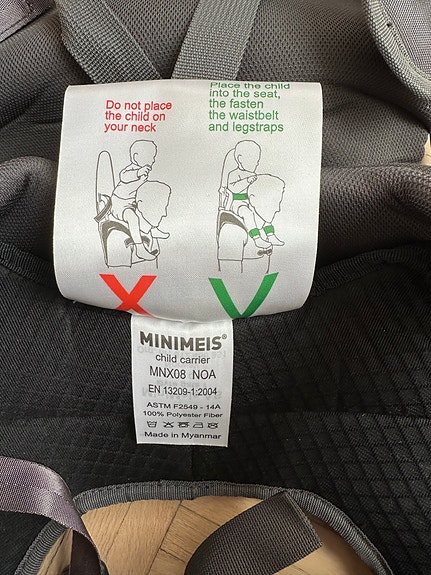 Do not place
the child on
your neck
Place the child
into the seat,
the fasten
the waistbelt
and legstraps
X
V
MINIMEIS®
child carrier
MNX08 NOA
EN 13209-1:2004
ASTM F2549 - 14A
100% Polyester Fiber
Made in Myanmar